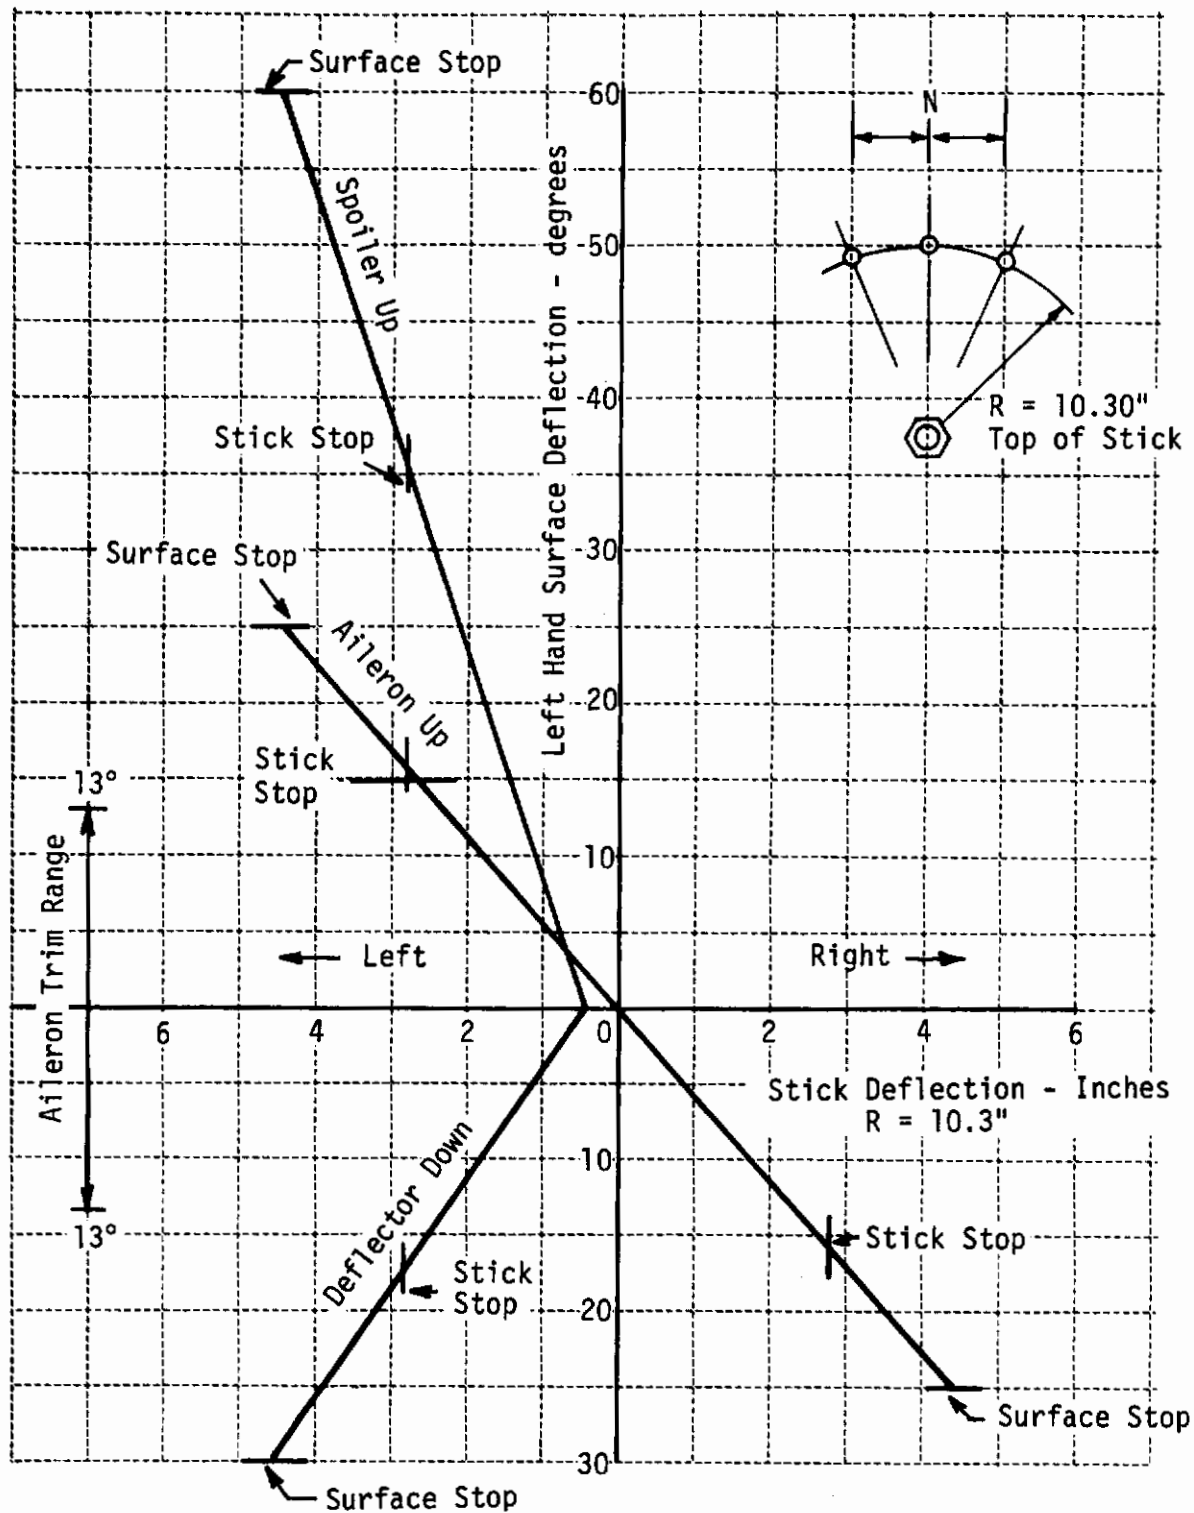 Surface Stop
60
N
Spoiler Up
Left Hand Surface Deflection - degrees
50
40
R = 10.30"
Top of Stick
Stick Stop
30
Surface Stop
Aileron Up
20
Stick
Stop
13°
10
Aileron Trim Range
Left
Right
6
4
2
0
2
4
6
Stick Deflection - Inches
R = 10.3"
Deflector Down
10
13°
Stick Stop
Stick
Stop
20
Surface Stop
30
Surface Stop